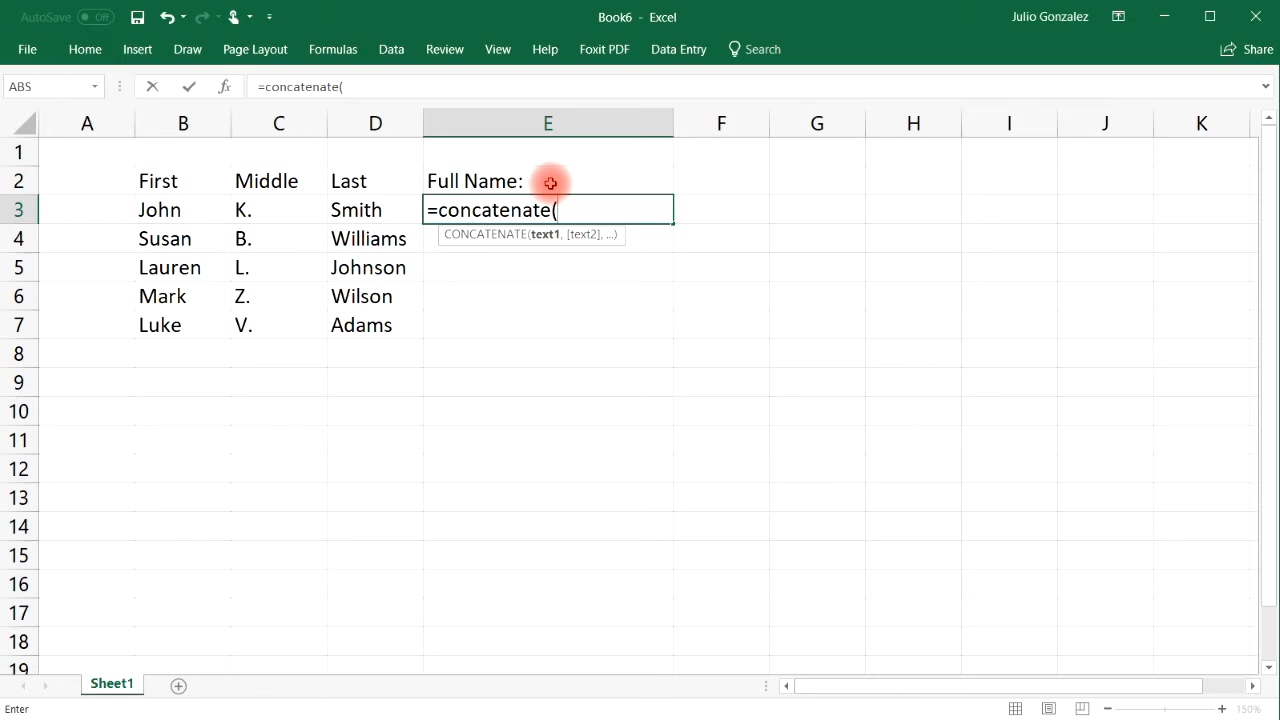 AutoSave Off
Book6 - Excel
Julio Gonzalez
File Home Insert Draw Page Layout Formulas Data Review View Help Foxit PDF Data Entry Search Share
ABS fx =concatenate(
A B C D E F G H I J K
1
2 First Middle Last Full Name:
3 John K. Smith =concatenate(
CONCATENATE(text1, [text2], ...)
4 Susan B. Williams
5 Lauren L. Johnson
6 Mark Z. Wilson
7 Luke V. Adams
8
9
10
11
12
13
14
15
16
17
18
19
Sheet1
Enter 150%